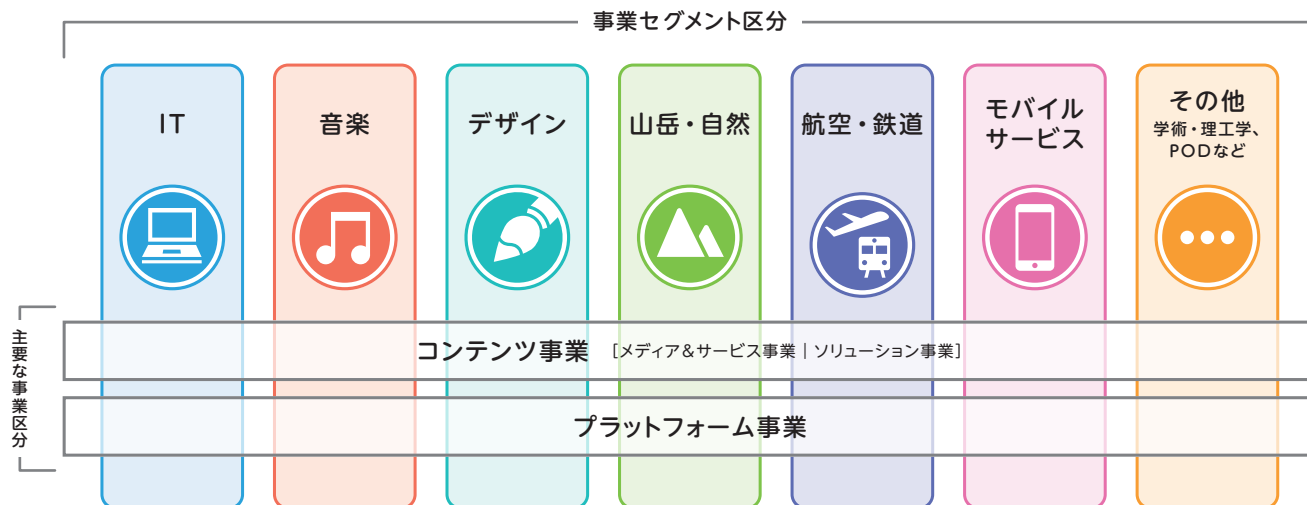 事業セグメント区分
IT
音楽
デザイン
山岳・自然
航空・鉄道
モバイル
サービス
その他
学術・理工学、
PODなど
主要な事業区分
コンテンツ事業 [メディア&サービス事業｜ソリューション事業]
プラットフォーム事業